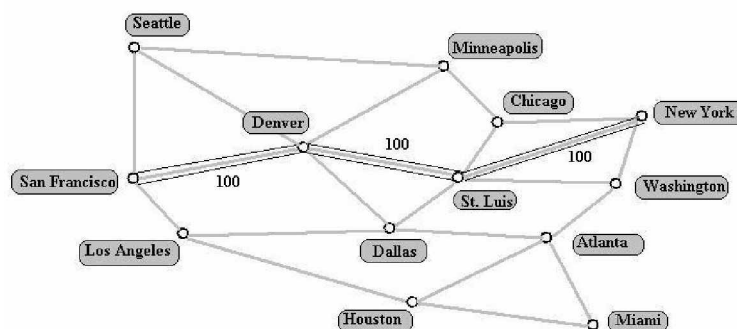 Seattle
Minneapolis
Chicago
New York
Denver
100
100
San Francisco
100
Washington
St. Luis
Los Angeles
Dallas
Atlanta
Houston
Miami